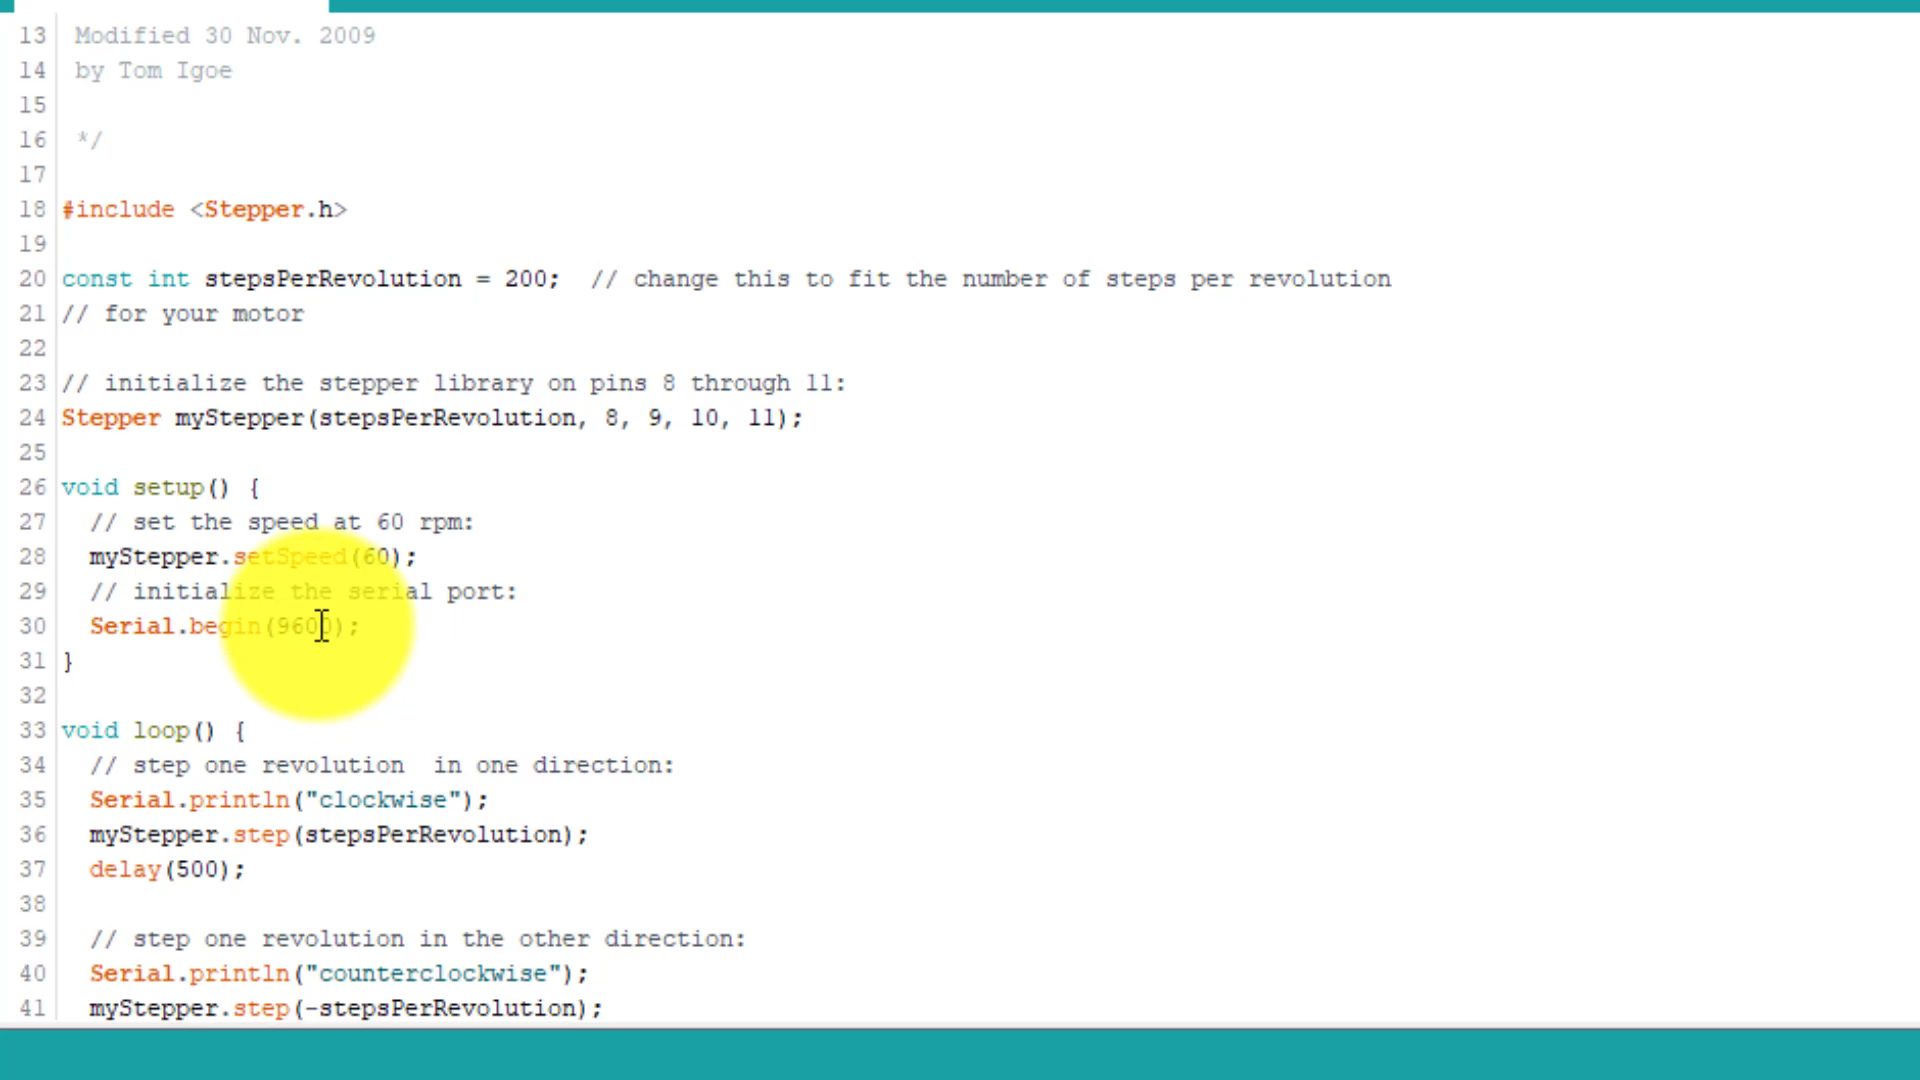 13 Modified 30 Nov. 2009
14 by Tom Igoe
15
16 */
17
18 #include <Stepper.h>
19
20 const int stepsPerRevolution = 200;  // change this to fit the number of steps per revolution
21 // for your motor
22
23 // initialize the stepper library on pins 8 through 11:
24 Stepper myStepper(stepsPerRevolution, 8, 9, 10, 11);
25
26 void setup() {
27   // set the speed at 60 rpm:
28   myStepper.setSpeed(60);
29   // initialize the serial port:
30   Serial.begin(9600);
31 }
32
33 void loop() {
34   // step one revolution  in one direction:
35   Serial.println("clockwise");
36   myStepper.step(stepsPerRevolution);
37   delay(500);
38
39   // step one revolution in the other direction:
40   Serial.println("counterclockwise");
41   myStepper.step(-stepsPerRevolution);